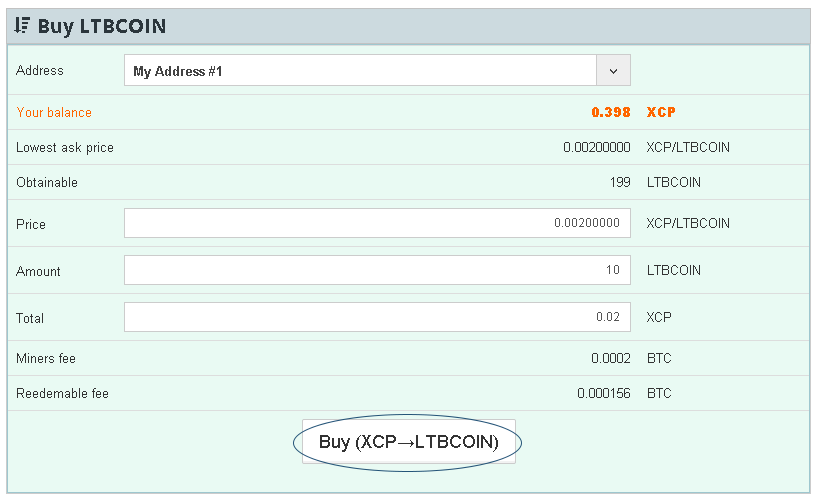 Buy LTBCOIN
Address My Address #1
Your balance 0.398 XCP
Lowest ask price 0.00200000 XCP/LTBCOIN
Obtainable 199 LTBCOIN
Price 0.00200000 XCP/LTBCOIN
Amount 10 LTBCOIN
Total 0.02 XCP
Miners fee 0.0002 BTC
Reedemable fee 0.000156 BTC
Buy (XCP→LTBCOIN)